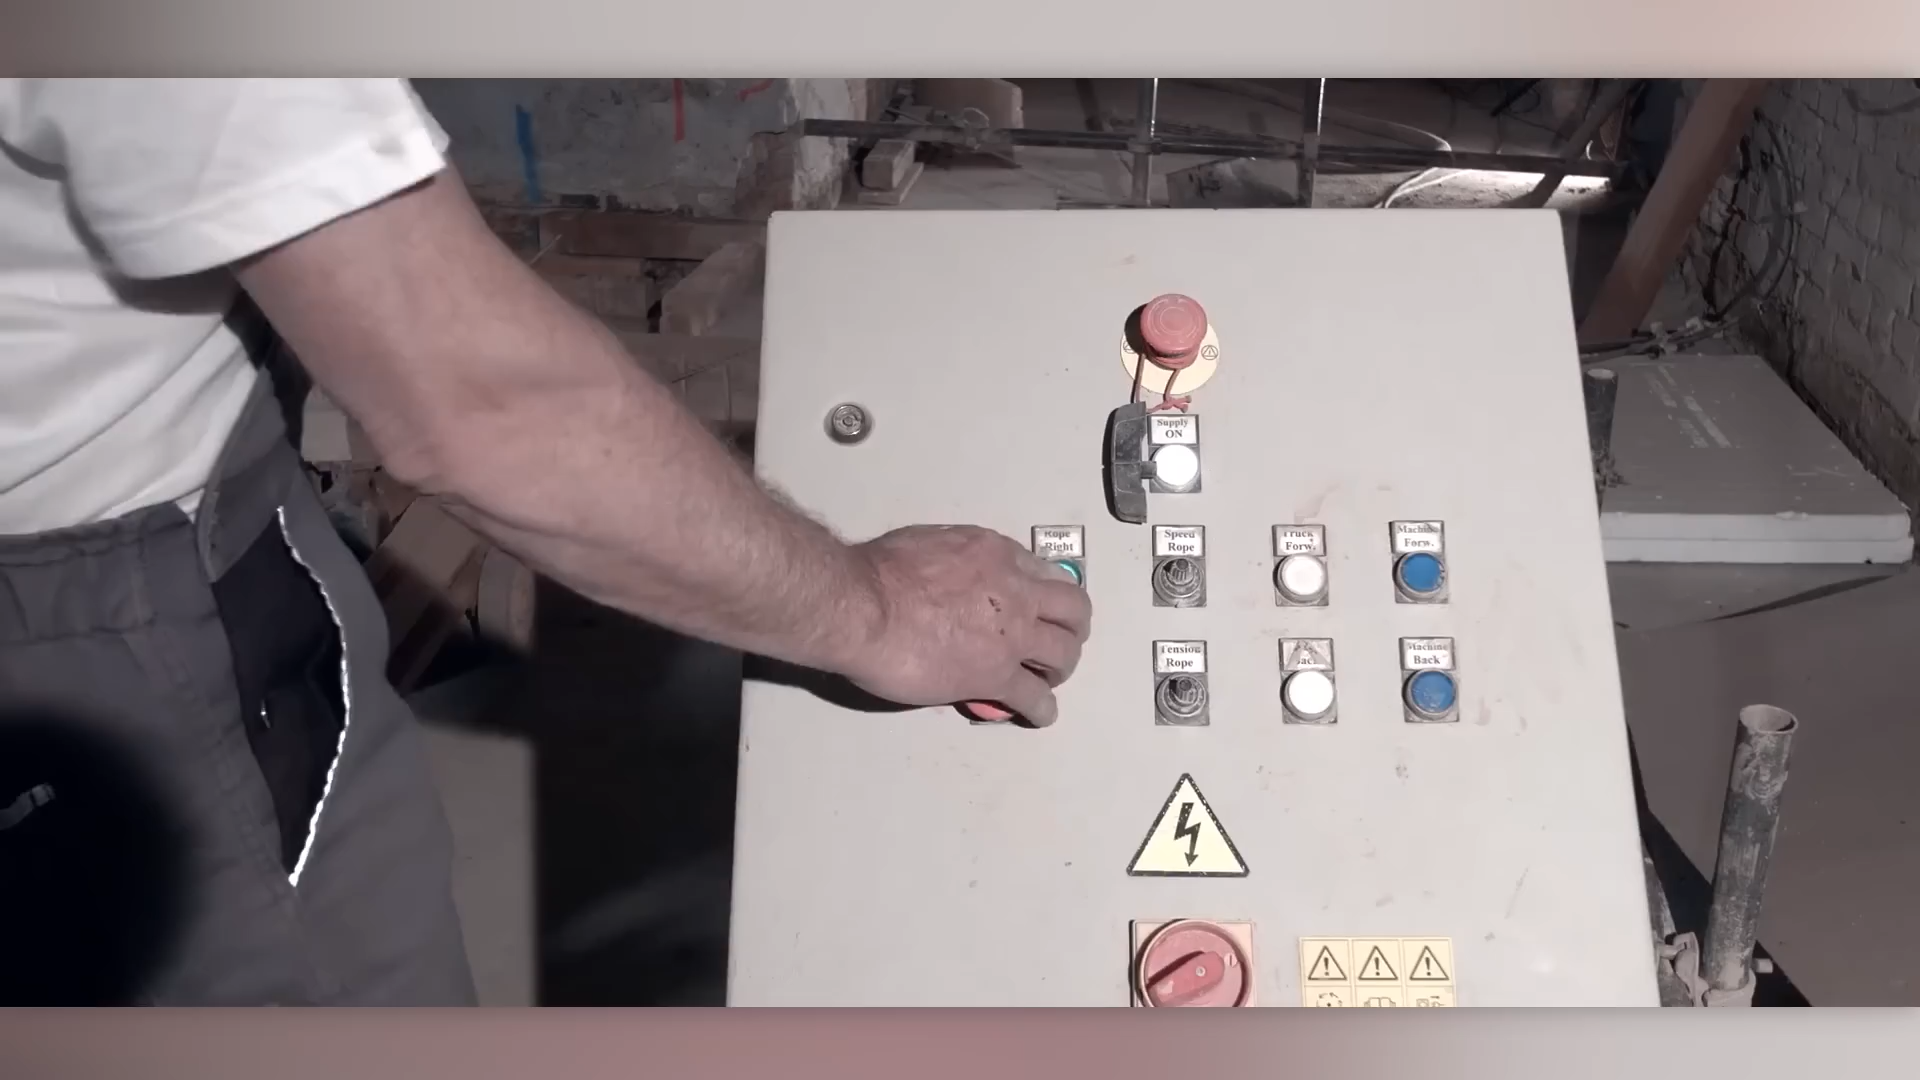 Supply
ON
Rope
Right
Speed
Rope
Truck
Forw.
Machine
Forw.
Tension
Rope
Machine
Back